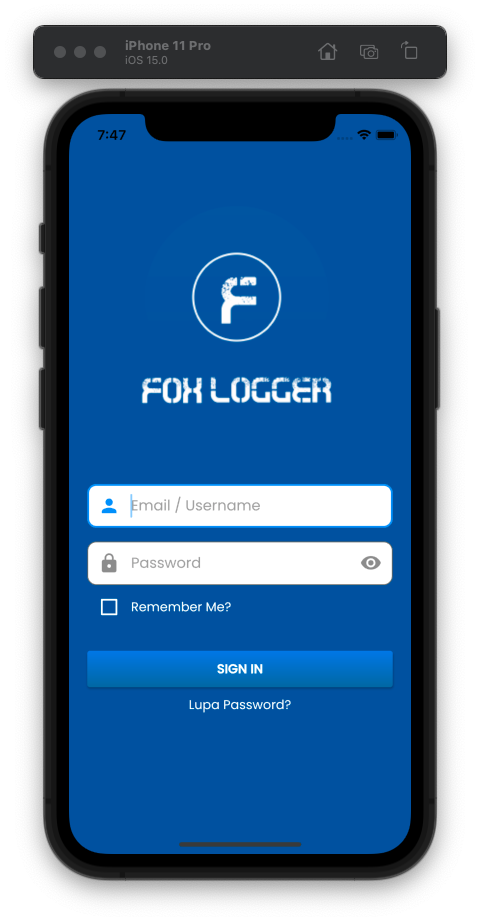 iPhone 11 Pro
iOS 15.0
7:47
F
FOX LOGGER
Email / Username
Password
Remember Me?
SIGN IN
Lupa Password?